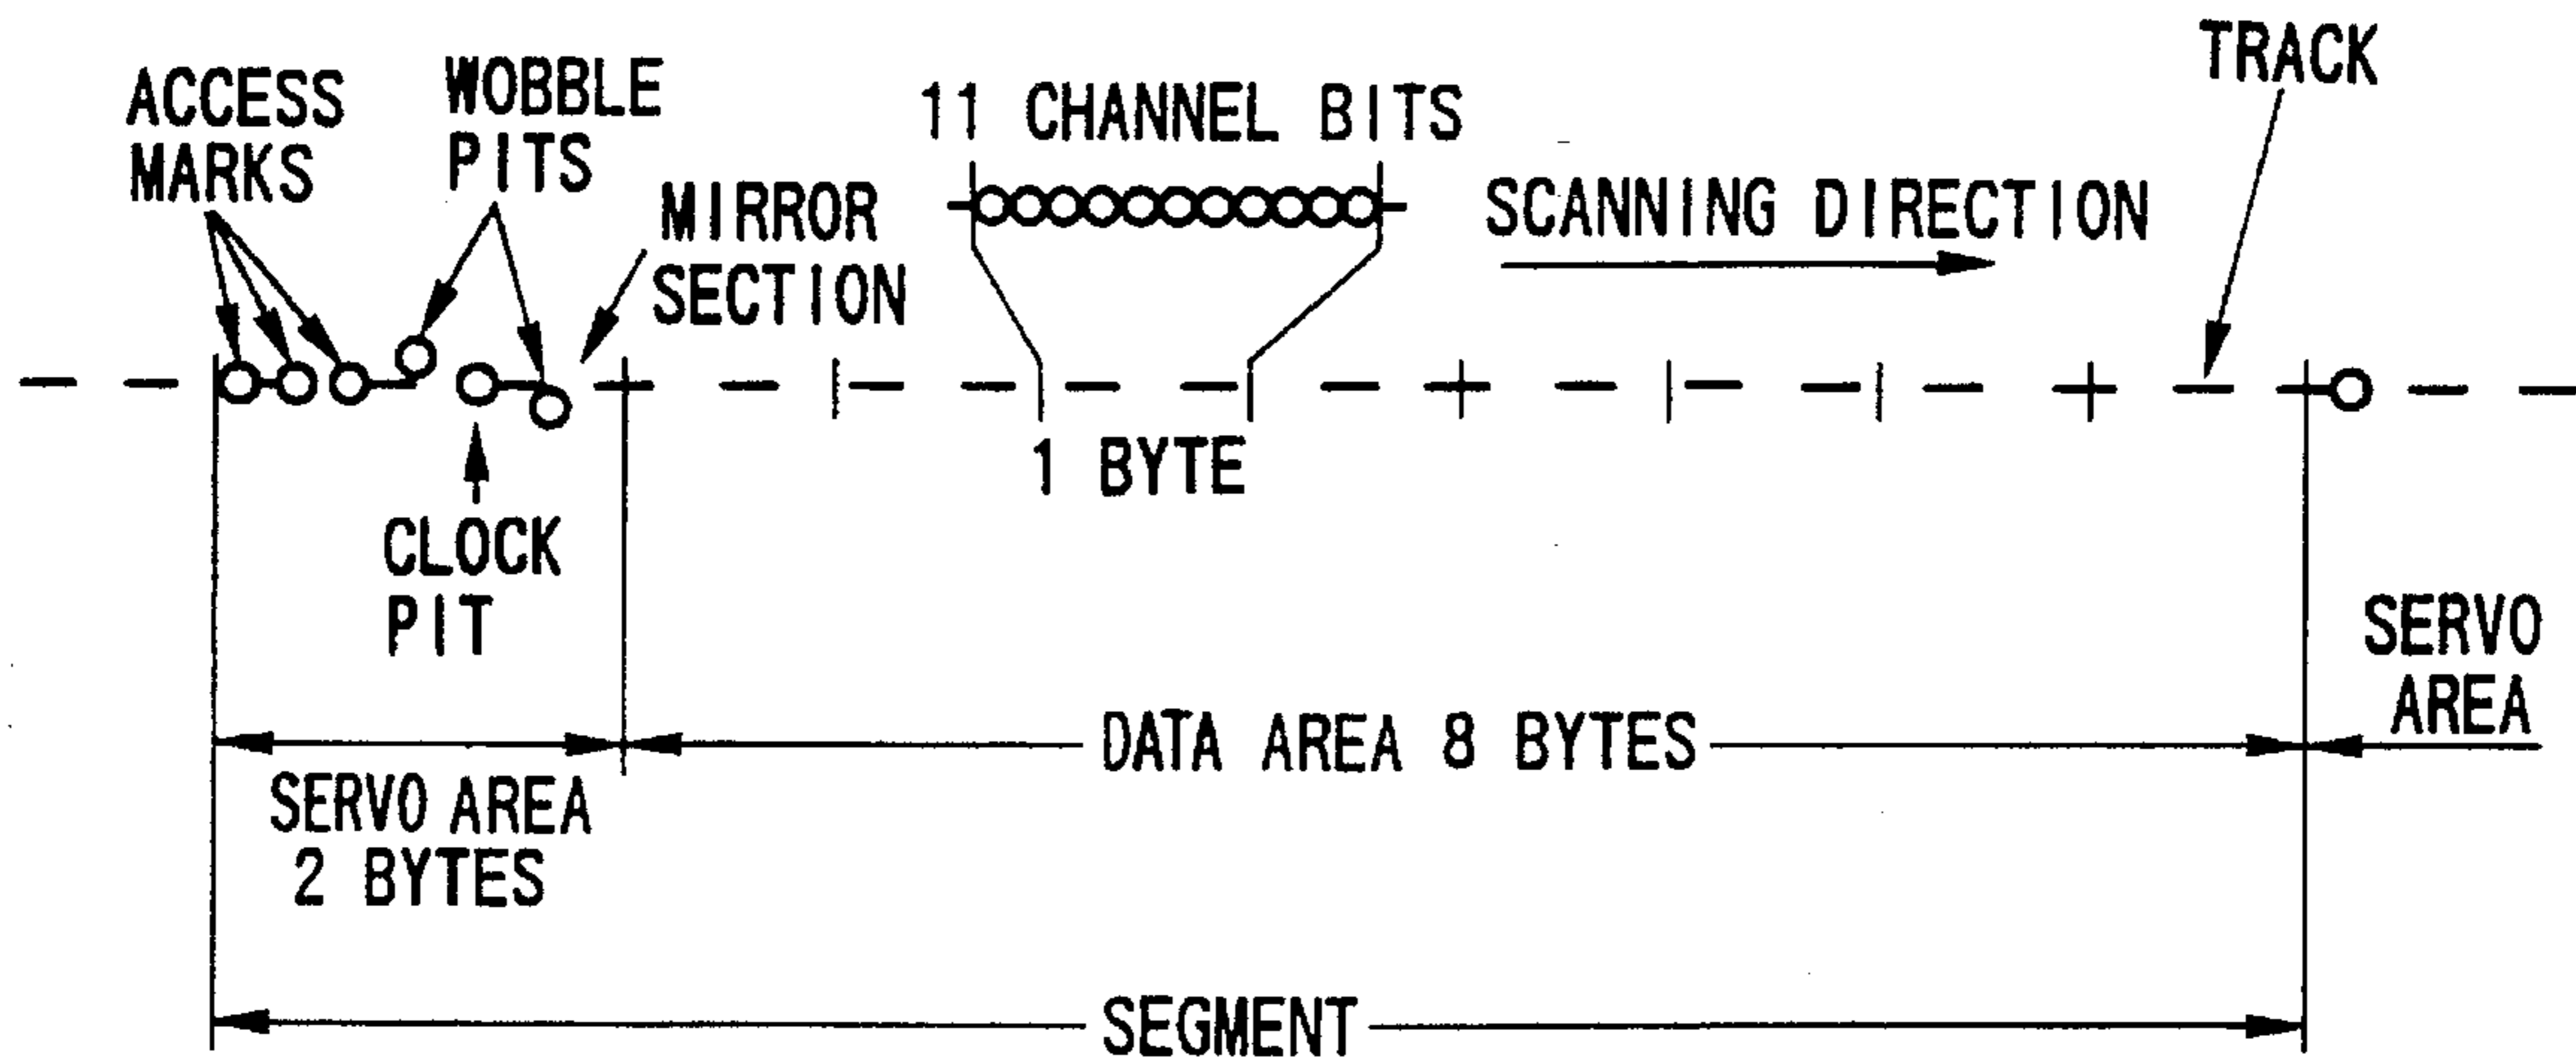 TRACK
ACCESS
MARKS
WOBBLE
PITS
11 CHANNEL BITS
MIRROR
SECTION
SCANNING DIRECTION
1 BYTE
CLOCK
PIT
SERVO
AREA
DATA AREA 8 BYTES
SERVO AREA
2 BYTES
SEGMENT